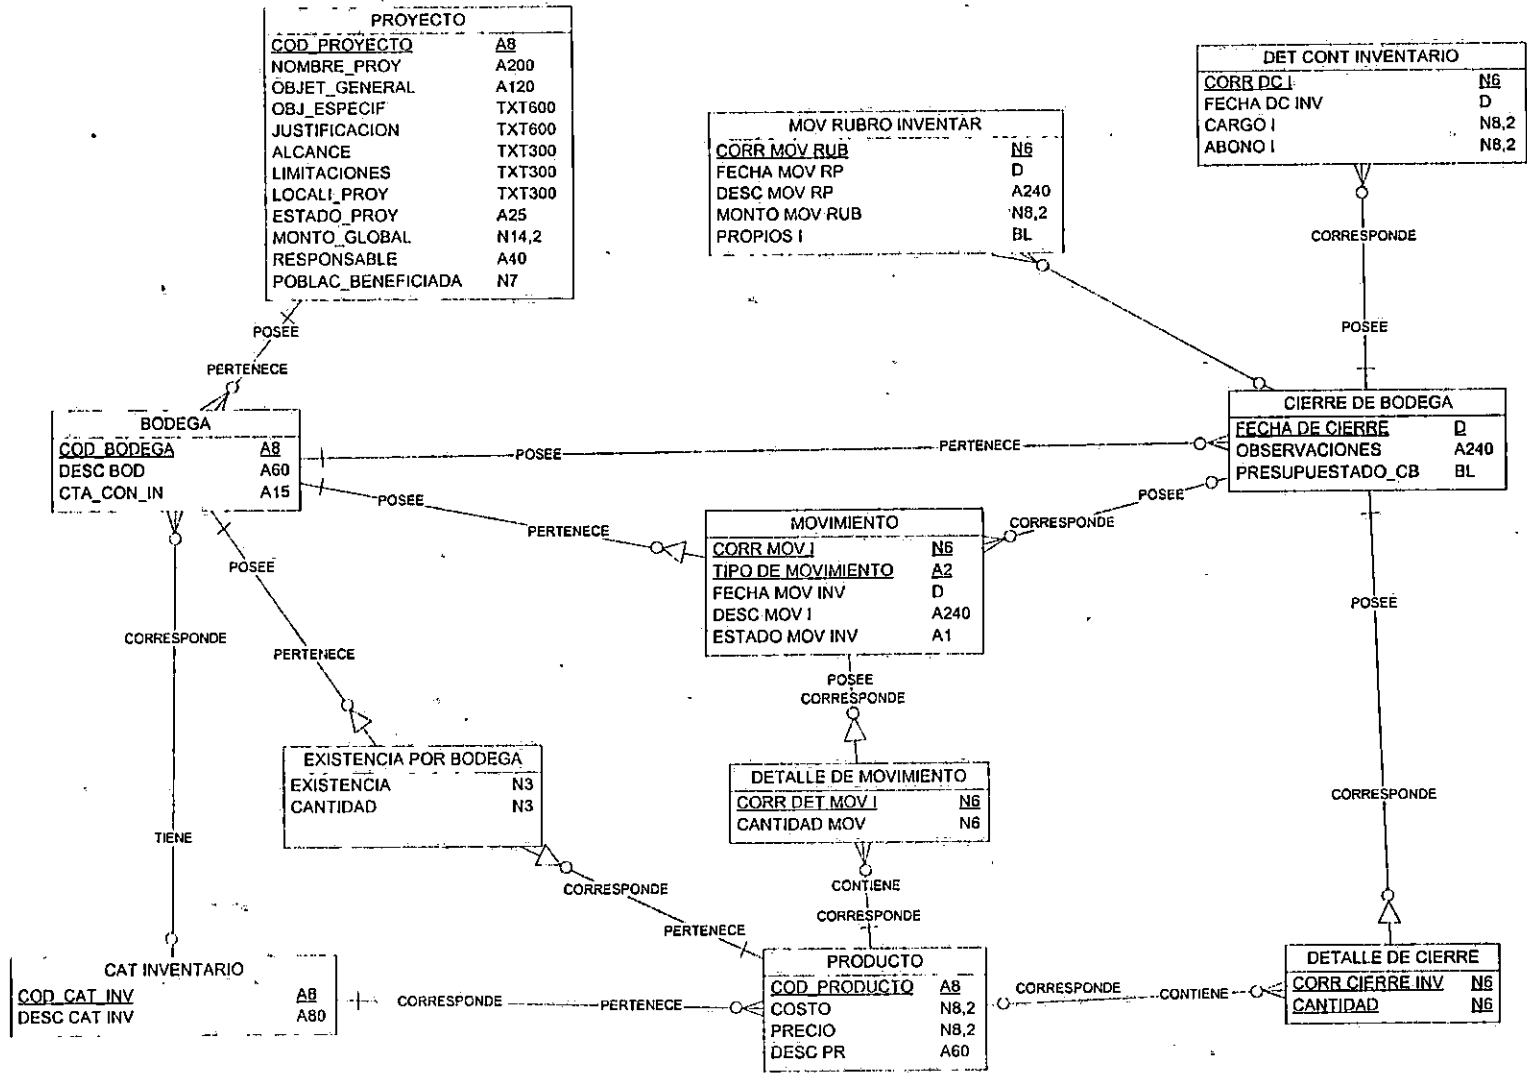 PROYECTO
COD_PROYECTO A8
NOMBRE_PROY A200
OBJET_GENERAL A120
OBJ_ESPECIF TXT600
JUSTIFICACION TXT600
ALCANCE TXT300
LIMITACIONES TXT300
LOCALI_PROY TXT300
ESTADO_PROY A25
MONTO_GLOBAL N14,2
RESPONSABLE A40
POBLAC_BENEFICIADA N7
DET CONT INVENTARIO
CORR DC I N6
FECHA DC INV D
CARGO I N8,2
ABONO I N8,2
MOV RUBRO INVENTAR
CORR MOV RUB N6
FECHA MOV RP D
DESC MOV RP A240
MONTO MOV RUB N8,2
PROPIOS I BL
CORRESPONDE
POSEE
POSEE
PERTENECE
BODEGA
COD_BODEGA A8
DESC BOD A60
CTA_CON_IN A15
CIERRE DE BODEGA
FECHA DE CIERRE D
OBSERVACIONES A240
PRESUPUESTADO_CB BL
POSEE
PERTENECE
POSEE
PERTENECE
POSEE
CORRESPONDE
MOVIMIENTO
CORR MOV I N6
TIPO DE MOVIMIENTO A2
FECHA MOV INV D
DESC MOV I A240
ESTADO MOV INV A1
POSEE
PERTENECE
CORRESPONDE
TIENE
POSEE
CORRESPONDE
POSEE
CORRESPONDE
EXISTENCIA POR BODEGA
EXISTENCIA N3
CANTIDAD N3
DETALLE DE MOVIMIENTO
CORR DET MOV I N6
CANTIDAD MOV N6
CORRESPONDE
PERTENECE
CONTIENE
CORRESPONDE
CAT INVENTARIO
COD_CAT_INV A8
DESC CAT INV A80
CORRESPONDE
PERTENECE
PRODUCTO
COD_PRODUCTO A8
COSTO N8,2
PRECIO N8,2
DESC PR A60
CORRESPONDE
CONTIENE
DETALLE DE CIERRE
CORR CIERRE INV N6
CANTIDAD N6